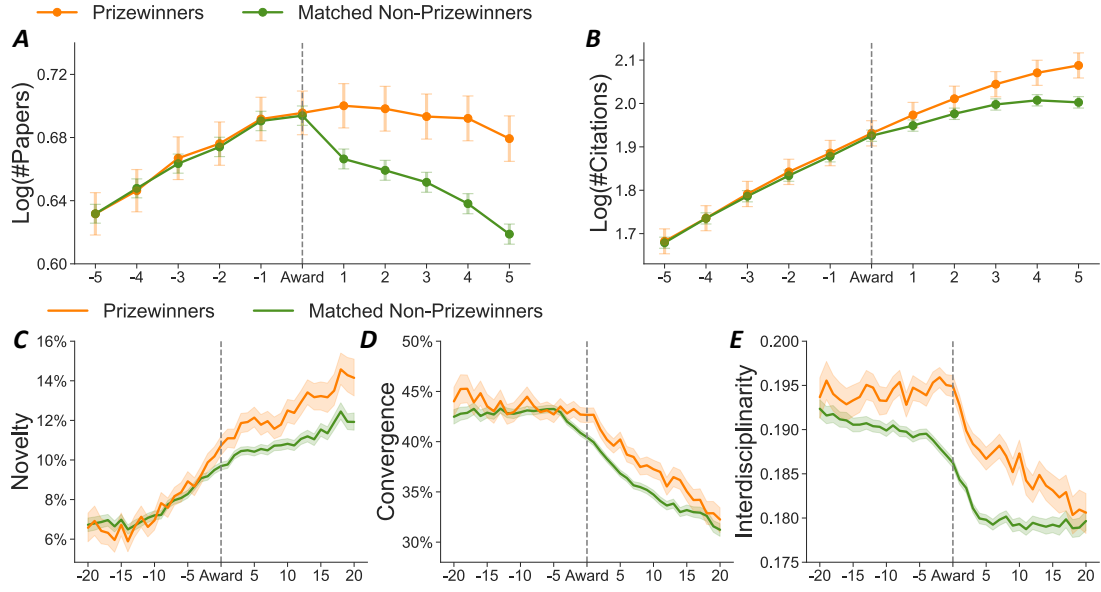 Prizewinners Matched Non-Prizewinners
A
Log(#Papers)
0.72
0.68
0.64
0.60
-5 -4 -3 -2 -1 Award 1 2 3 4 5
B
Log(#Citations)
2.1
2.0
1.9
1.8
1.7
-5 -4 -3 -2 -1 Award 1 2 3 4 5
Prizewinners Matched Non-Prizewinners
C
Novelty
16%
14%
12%
10%
8%
6%
-20 -15 -10 -5 Award 5 10 15 20
D
Convergence
50%
45%
40%
35%
30%
-20 -15 -10 -5 Award 5 10 15 20
E
Interdisciplinarity
0.200
0.195
0.190
0.185
0.180
0.175
-20 -15 -10 -5 Award 5 10 15 20